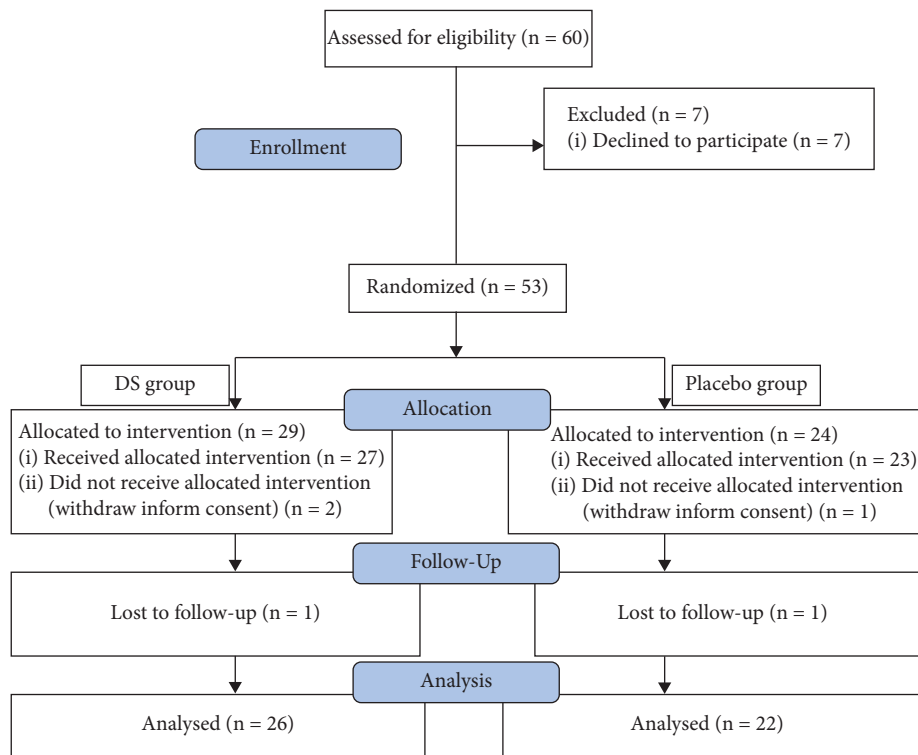 Assessed for eligibility (n = 60)
Excluded (n = 7)
(i) Declined to participate (n = 7)
Enrollment
Randomized (n = 53)
DS group
Placebo group
Allocation
Allocated to intervention (n = 29)
(i) Received allocated intervention (n = 27)
(ii) Did not receive allocated intervention
(withdraw inform consent) (n = 2)
Allocated to intervention (n = 24)
(i) Received allocated intervention (n = 23)
(ii) Did not receive allocated intervention
(withdraw inform consent) (n = 1)
Follow-Up
Lost to follow-up (n = 1)
Lost to follow-up (n = 1)
Analysis
Analysed (n = 26)
Analysed (n = 22)